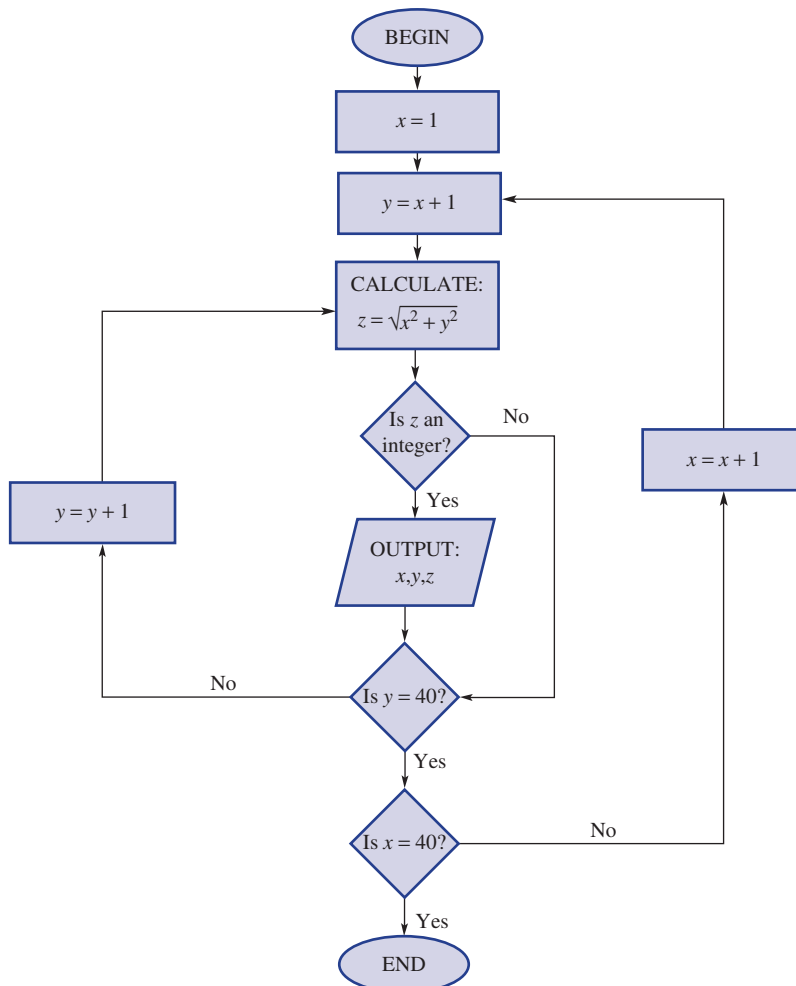 BEGIN
x = 1
y = x + 1
CALCULATE:
z = √x² + y²
Is z an
integer?
No
Yes
x = x + 1
y = y + 1
OUTPUT:
x,y,z
No
Is y = 40?
Yes
Is x = 40?
No
Yes
END